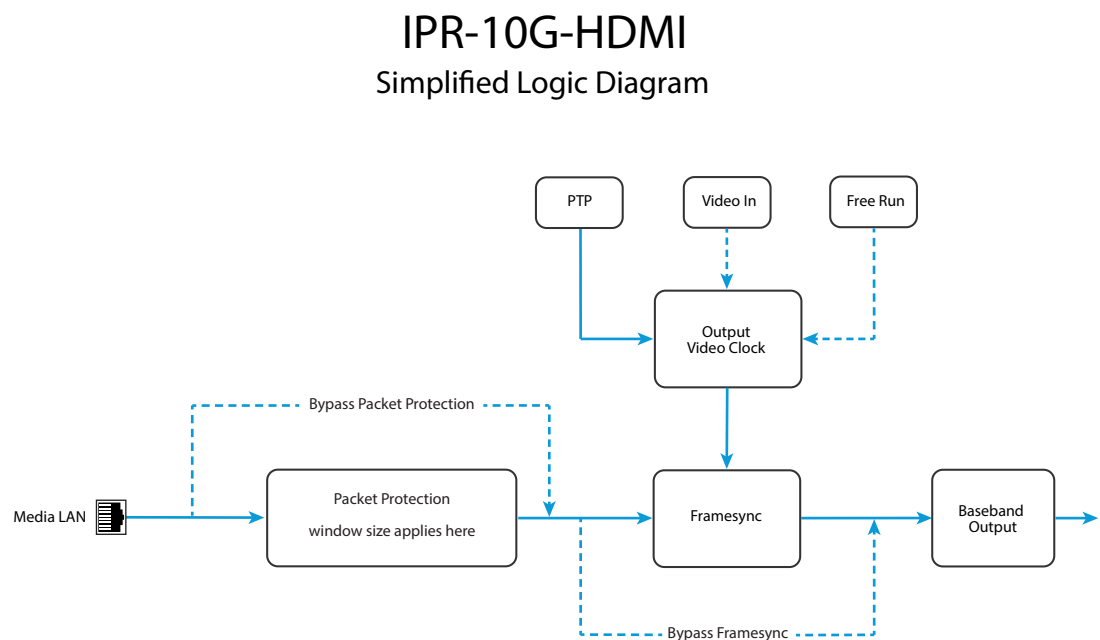 IPR-10G-HDMI
Simplified Logic Diagram
PTP
Video In
Free Run
Output
Video Clock
Bypass Packet Protection
Media LAN
Packet Protection
window size applies here
Framesync
Baseband
Output
Bypass Framesync